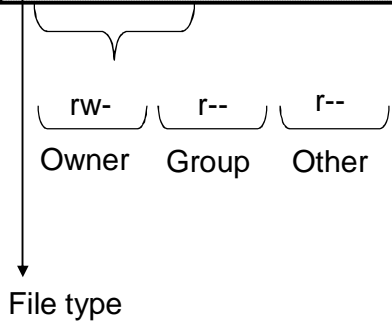 rw- r-- r--
Owner Group Other
File type